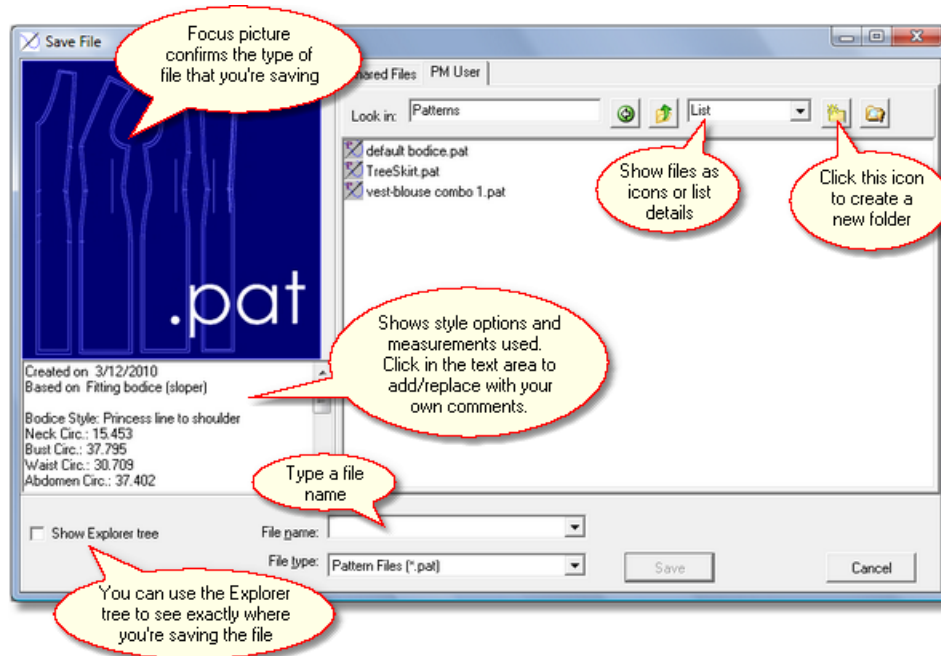 Save File
Focus picture
confirms the type of
file that you're saving
.pat
Created on 3/12/2010
Based on Fitting bodice (sloper)
Bodice Style: Princess line to shoulder
Neck Circ.: 15.453
Bust Circ.: 37.795
Waist Circ.: 30.709
Abdomen Circ.: 37.402
Files PM User
Look in: Patterns List
default bodice.pat
TreeSkirt.pat
vest-blouse combo 1.pat
Show files as
icons or list
details
Click this icon
to create a
new folder
Shows style options and
measurements used.
Click in the text area to
add/replace with your
own comments.
Type a file
name
Show Explorer tree
File name:
File type: Pattern Files (*.pat)
Save Cancel
You can use the Explorer
tree to see exactly where
you're saving the file